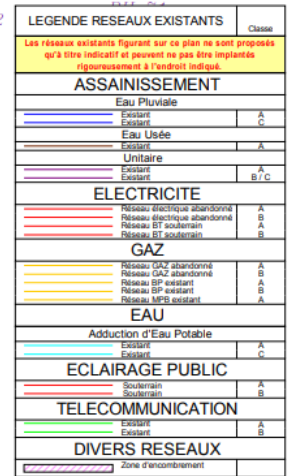 LEGENDE RESEAUX EXISTANTS Classe
Les réseaux existants figurant sur ce plan ne sont proposés
qu'à titre indicatif et peuvent ne pas être implantés
rigoureusement à l'endroit indiqué.
ASSAINISSEMENT
Eau Pluviale
Existant A
Existant C
Eau Usée
Existant A
Unitaire
Existant A
Existant B / C
ELECTRICITE
Réseau électrique abandonné A
Réseau électrique abandonné B
Réseau BT souterrain A
Réseau BT souterrain B
GAZ
Réseau GAZ abandonné A
Réseau GAZ abandonné B
Réseau BP existant A
Réseau BP existant B
Réseau MPB existant A
EAU
Adduction d'Eau Potable
Existant A
Existant C
ECLAIRAGE PUBLIC
Souterrain A
Souterrain B
TELECOMMUNICATION
Existant A
Existant B
DIVERS RESEAUX
Zone d'encombrement